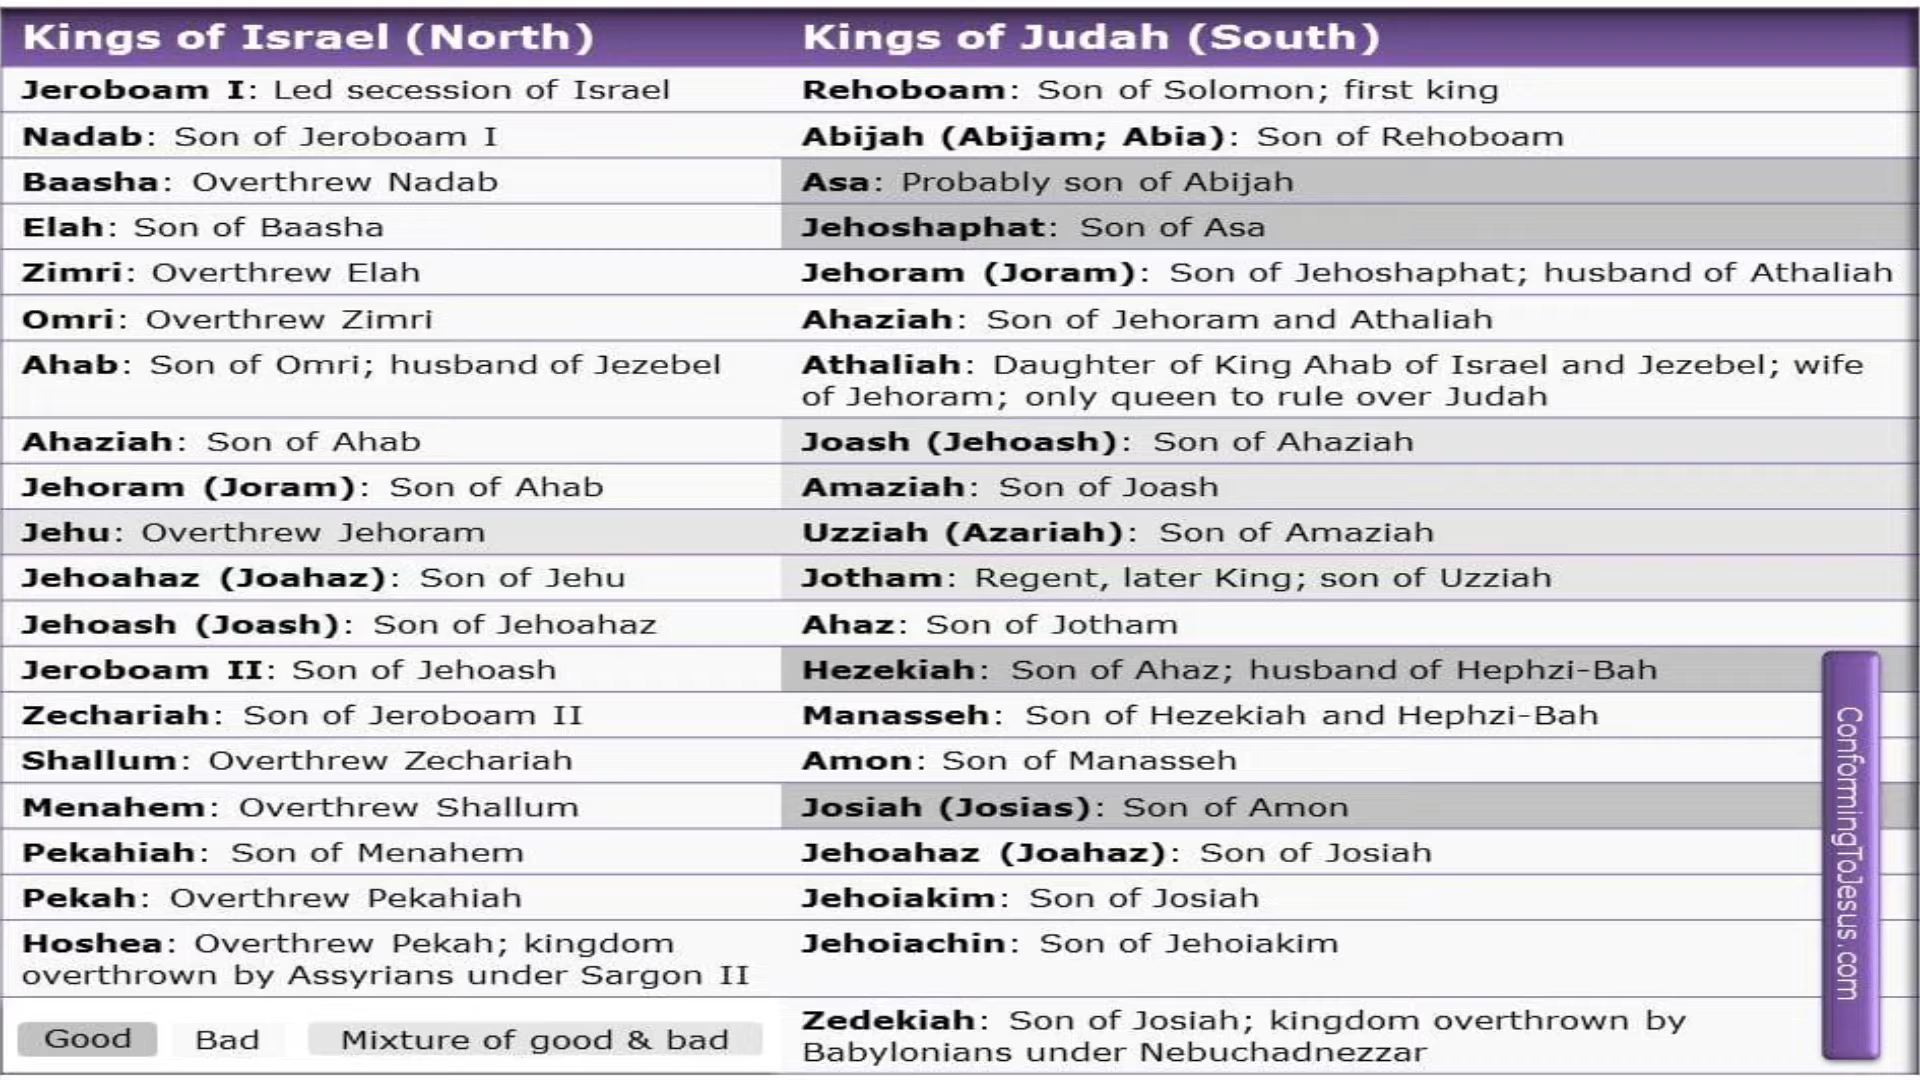 Kings of Israel (North)
Kings of Judah (South)
Jeroboam I: Led secession of Israel
Rehoboam: Son of Solomon; first king
Nadab: Son of Jeroboam I
Abijah (Abijam; Abia): Son of Rehoboam
Baasha: Overthrew Nadab
Asa: Probably son of Abijah
Elah: Son of Baasha
Jehoshaphat: Son of Asa
Zimri: Overthrew Elah
Jehoram (Joram): Son of Jehoshaphat; husband of Athaliah
Omri: Overthrew Zimri
Ahaziah: Son of Jehoram and Athaliah
Ahab: Son of Omri; husband of Jezebel
Athaliah: Daughter of King Ahab of Israel and Jezebel; wife
of Jehoram; only queen to rule over Judah
Ahaziah: Son of Ahab
Joash (Jehoash): Son of Ahaziah
Jehoram (Joram): Son of Ahab
Amaziah: Son of Joash
Jehu: Overthrew Jehoram
Uzziah (Azariah): Son of Amaziah
Jehoahaz (Joahaz): Son of Jehu
Jotham: Regent, later King; son of Uzziah
Jehoash (Joash): Son of Jehoahaz
Ahaz: Son of Jotham
Jeroboam II: Son of Jehoash
Hezekiah: Son of Ahaz; husband of Hephzi-Bah
Zechariah: Son of Jeroboam II
Manasseh: Son of Hezekiah and Hephzi-Bah
Shallum: Overthrew Zechariah
Amon: Son of Manasseh
Menahem: Overthrew Shallum
Josiah (Josias): Son of Amon
Pekahiah: Son of Menahem
Jehoahaz (Joahaz): Son of Josiah
Pekah: Overthrew Pekahiah
Jehoiakim: Son of Josiah
Hoshea: Overthrew Pekah; kingdom
overthrown by Assyrians under Sargon II
Jehoiachin: Son of Jehoiakim
Good
Bad
Mixture of good & bad
Zedekiah: Son of Josiah; kingdom overthrown by
Babylonians under Nebuchadnezzar
ConformingToJesus.com